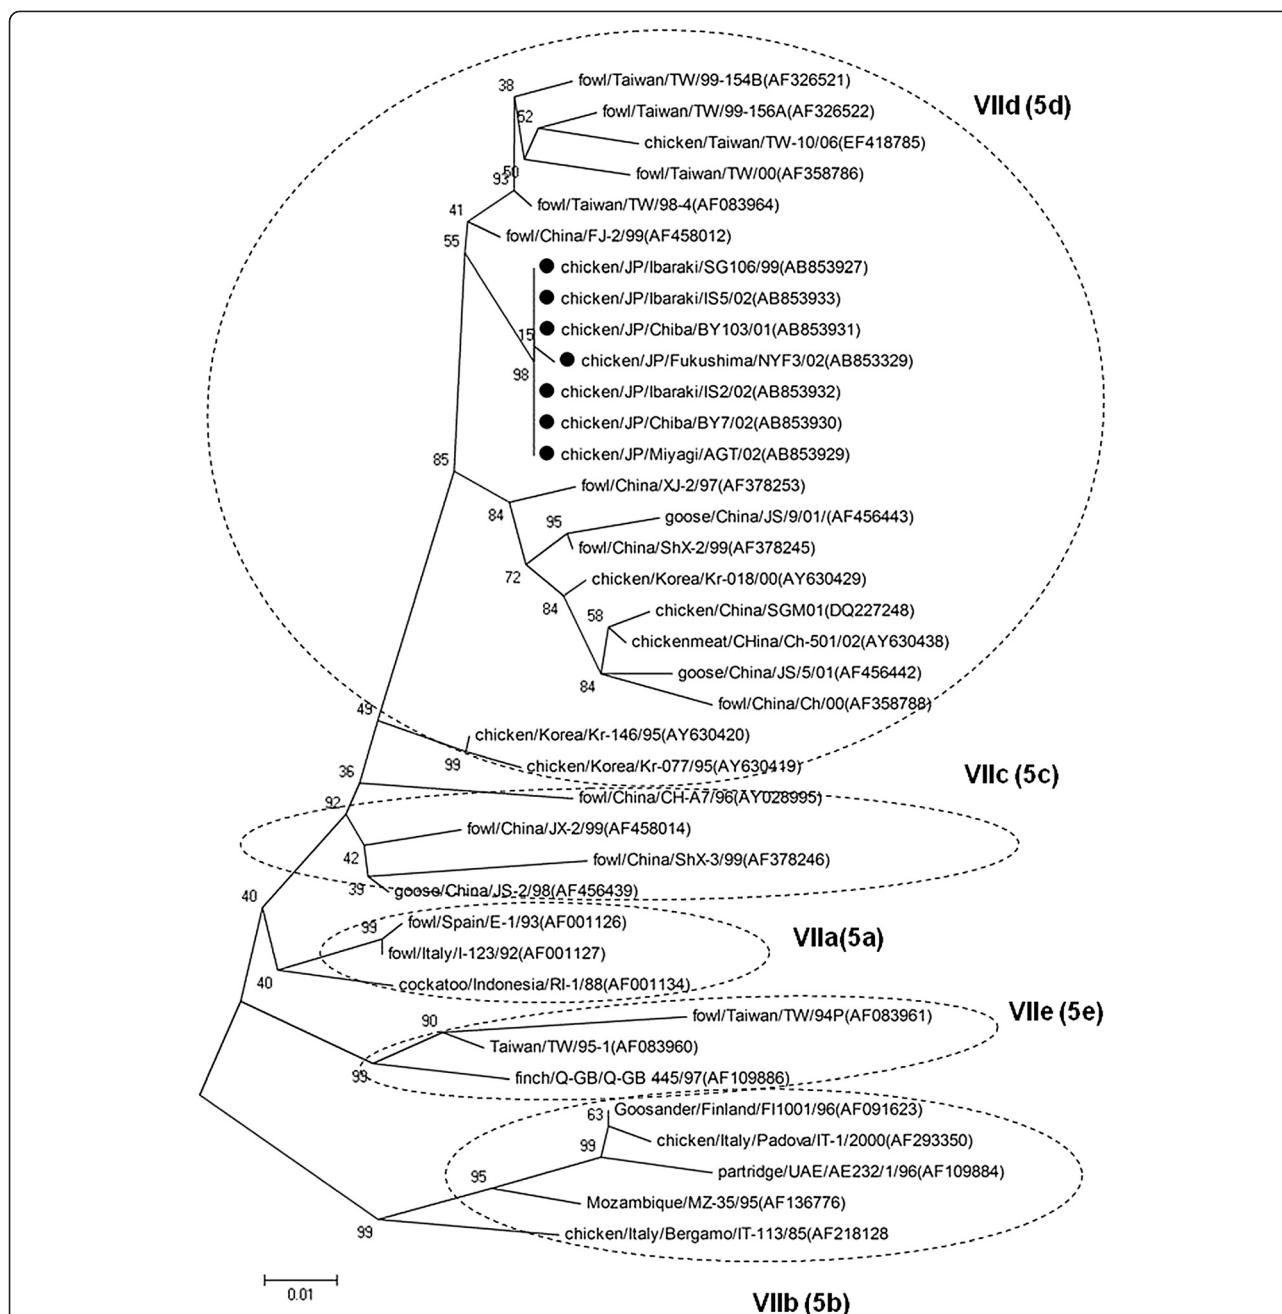 38
fowl/Taiwan/TW/99-154B(AF326521)
VIId (5d)
52
fowl/Taiwan/TW/99-156A(AF326522)
chicken/Taiwan/TW-10/06(EF418785)
50
fowl/Taiwan/TW/00(AF358786)
93
fowl/Taiwan/TW/98-4(AF083964)
41
fowl/China/FJ-2/99(AF458012)
55
chicken/JP/Ibaraki/SG106/99(AB853927)
chicken/JP/Ibaraki/IS5/02(AB853933)
chicken/JP/Chiba/BY103/01(AB853931)
15
chicken/JP/Fukushima/NYF3/02(AB853329)
98
chicken/JP/Ibaraki/IS2/02(AB853932)
chicken/JP/Chiba/BY7/02(AB853930)
chicken/JP/Miyagi/AGT/02(AB853929)
85
fowl/China/XJ-2/97(AF378253)
84
goose/China/JS/9/01/(AF456443)
95
fowl/China/ShX-2/99(AF378245)
72
chicken/Korea/Kr-018/00(AY630429)
84
chicken/China/SGM01(DQ227248)
58
chickenmeat/CHina/Ch-501/02(AY630438)
goose/China/JS/5/01(AF456442)
84
fowl/China/Ch/00(AF358788)
49
chicken/Korea/Kr-146/95(AY630420)
99
chicken/Korea/Kr-077/95(AY630419)
VIIc (5c)
36
fowl/China/CH-A7/96(AY028995)
92
fowl/China/JX-2/99(AF458014)
42
fowl/China/ShX-3/99(AF378246)
39
goose/China/JS-2/98(AF456439)
40
fowl/Spain/E-1/93(AF001126)
99
VIIa(5a)
fowl/Italy/I-123/92(AF001127)
40
cockatoo/Indonesia/RI-1/88(AF001134)
fowl/Taiwan/TW/94P(AF083961)
VIIe (5e)
90
Taiwan/TW/95-1(AF083960)
99
finch/Q-GB/Q-GB 445/97(AF109886)
63
Goosander/Finland/FI1001/96(AF091623)
chicken/Italy/Padova/IT-1/2000(AF293350)
99
partridge/UAE/AE232/1/96(AF109884)
95
Mozambique/MZ-35/95(AF136776)
99
chicken/Italy/Bergamo/IT-113/85(AF218128
0.01
VIIb (5b)